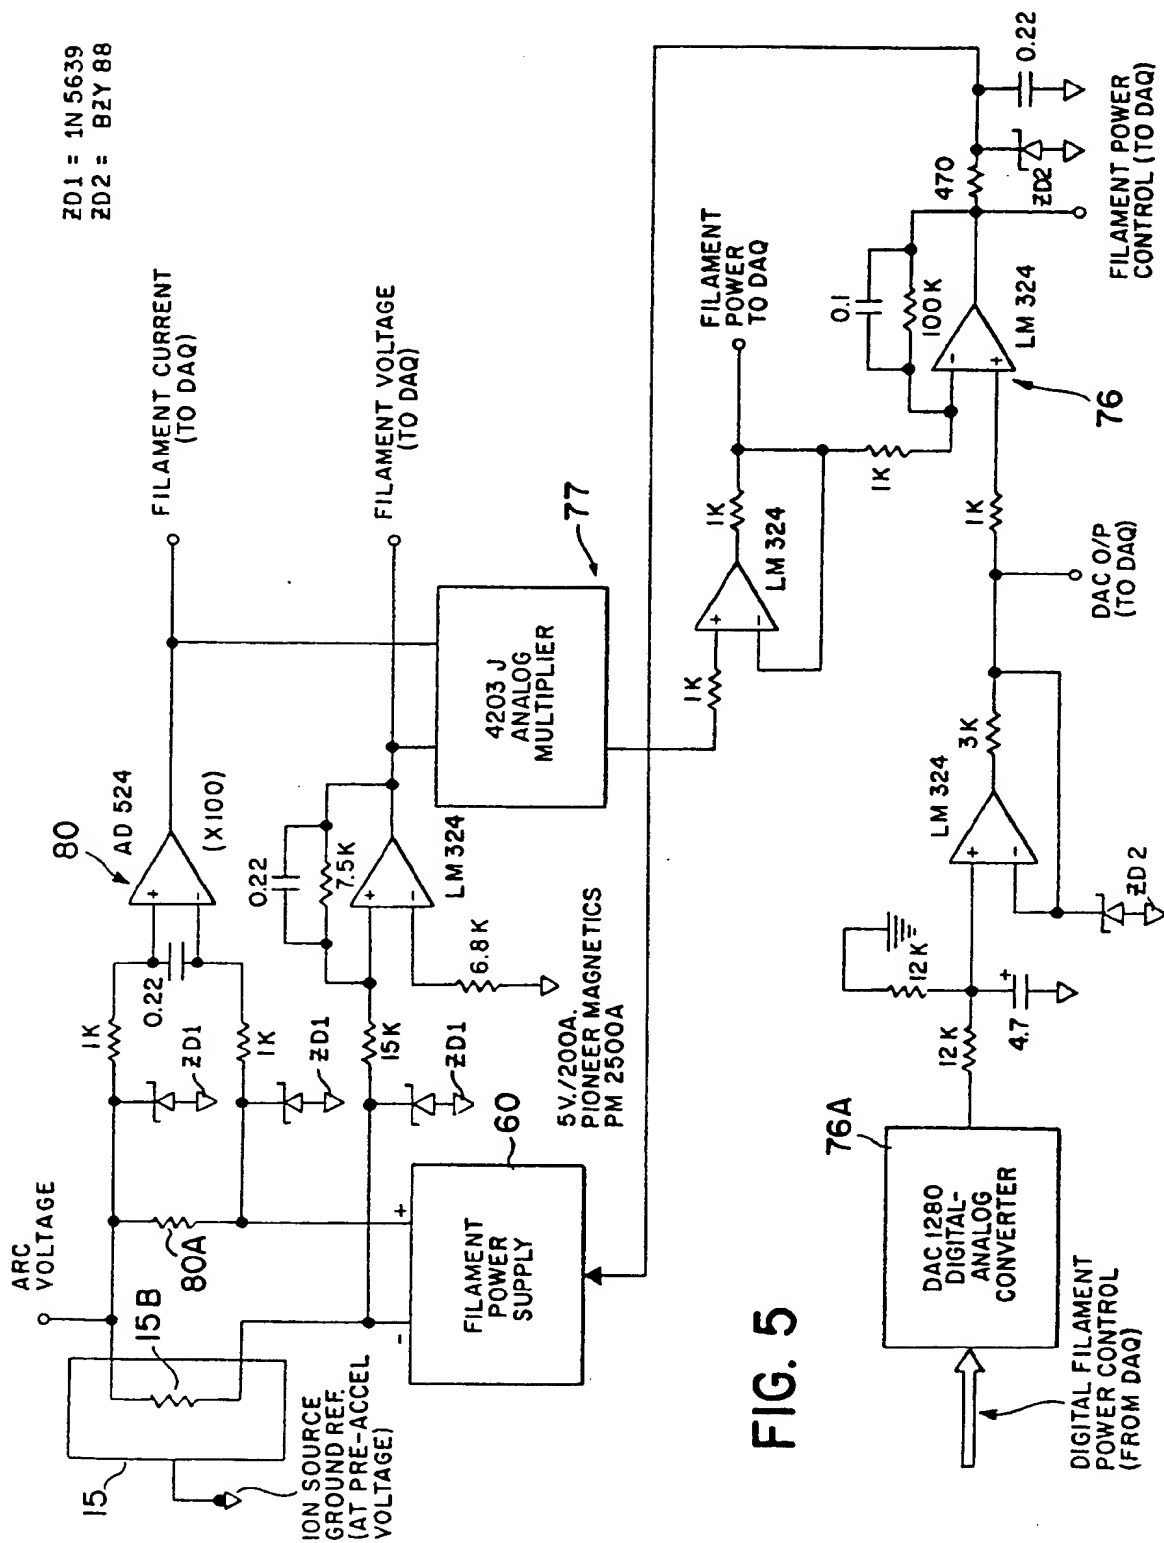 ZD1 = 1N 5639
ZD2 = BZY 88
ARC
VOLTAGE
15
15B
80A
ION SOURCE
GROUND REF.
(AT PRE-ACCEL
VOLTAGE)
1K
ZD1
1K
ZD1
0.22
80
AD 524
(X100)
FILAMENT CURRENT
(TO DAQ)
+
-
15K
ZD1
0.22
7.5K
LM 324
6.8K
+
-
FILAMENT VOLTAGE
(TO DAQ)
-
+
FILAMENT
POWER
SUPPLY
60
5V./200A.
PIONEER MAGNETICS
PM 2500A
4203 J
ANALOG
MULTIPLIER
77
1K
+
-
LM 324
1K
FILAMENT
POWER
TO DAQ
1K
0.1
100K
-
+
LM 324
76
470
ZD2
0.22
FILAMENT POWER
CONTROL (TO DAQ)
FIG. 5
76A
DAC 1280
DIGITAL-
ANALOG
CONVERTER
DIGITAL FILAMENT
POWER CONTROL
(FROM DAQ)
12K
12K
+
4.7
+
-
LM 324
3K
ZD2
1K
DAC O/P
(TO DAQ)